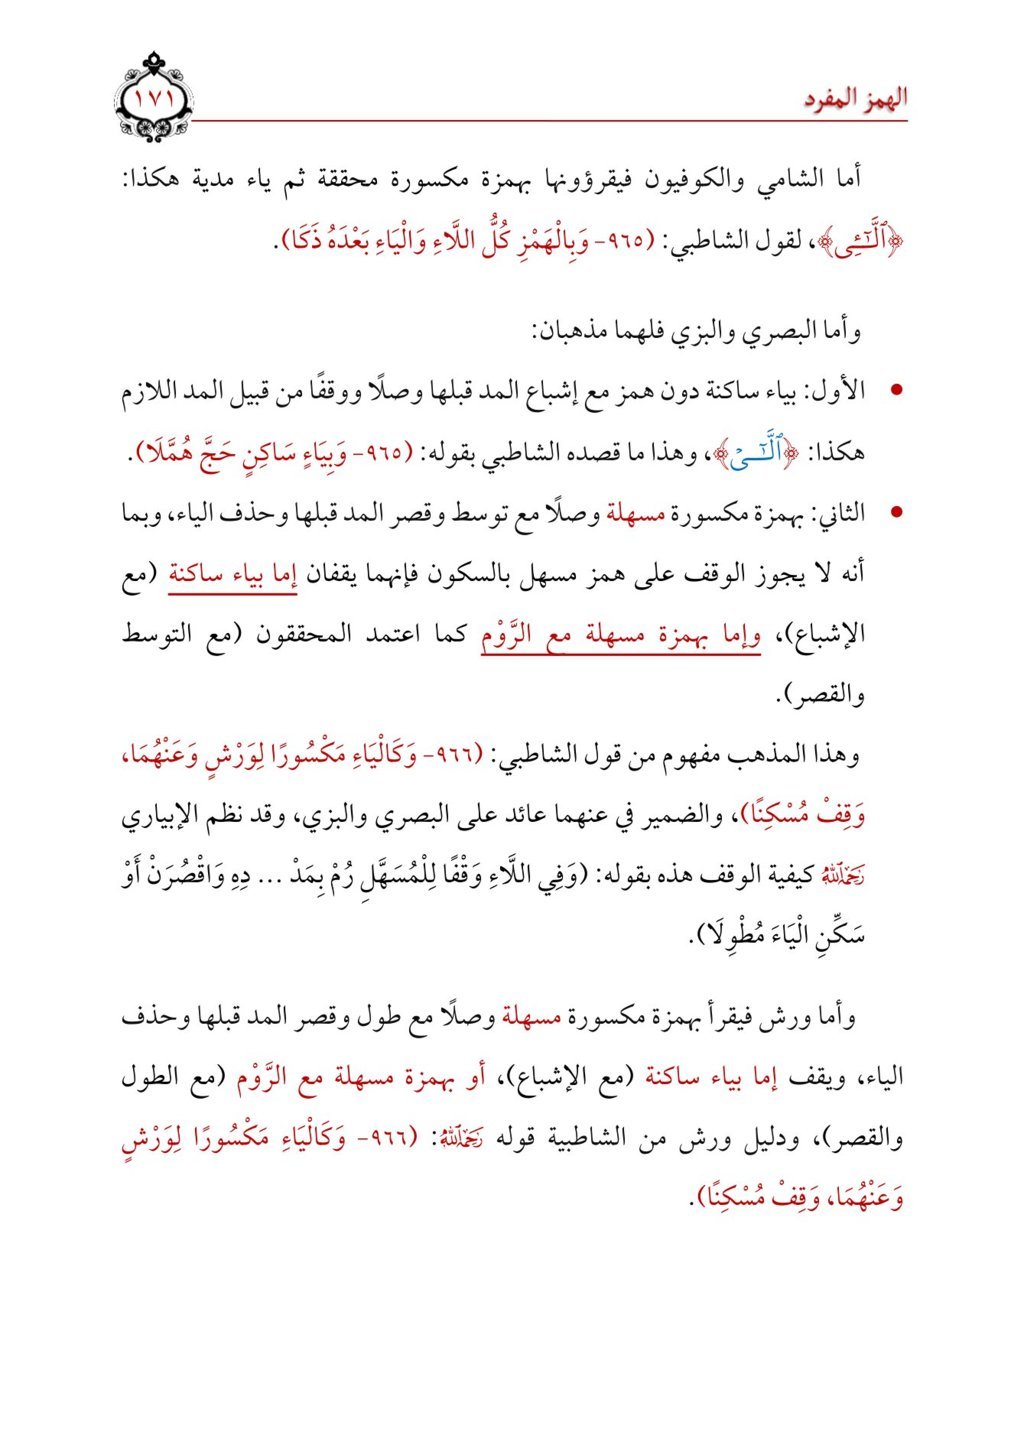 الهمز المفرد
١٧١
أما الشامي والكوفيون فيقرؤونها بهمزة مكسورة محققة ثم ياء مدية هكذا:
﴿ٱلَّـٰٓـِٔى﴾، لقول الشاطبي: (٩٦٥- وَبِالْهَمْزِ كُلُّ اللَّاءِ وَالْيَاءِ بَعْدَهُ ذَكَا).
وأما البصري والبزي فلهما مذهبان:
• الأول: بياء ساكنة دون همز مع إشباع المد قبلها وصلًا ووقفًا من قبيل المد اللازم
هكذا: ﴿ٱلَّـٰٓـىْ﴾، وهذا ما قصده الشاطبي بقوله: (٩٦٥- وَبِيَاءٍ سَاكِنٍ حَجَّ هُمَّلَا).
• الثاني: بهمزة مكسورة مسهلة وصلًا مع توسط وقصر المد قبلها وحذف الياء، وبما
أنه لا يجوز الوقف على همز مسهل بالسكون فإنهما يقفان إما بياء ساكنة (مع
الإشباع)، وإما بهمزة مسهلة مع الرَّوْم كما اعتمد المحققون (مع التوسط
والقصر).
وهذا المذهب مفهوم من قول الشاطبي: (٩٦٦- وَكَالْيَاءِ مَكْسُورًا لِوَرْشٍ وَعَنْهُمَا،
وَقِفْ مُسْكِنًا)، والضمير في عنهما عائد على البصري والبزي، وقد نظم الإبياري
رَحِمَهُ اللَّهُ كيفية الوقف هذه بقوله: (وَفِي اللَّاءِ وَقْفًا لِلْمُسَهَّلِ رُمْ بِمَدْ ... دِهِ وَاقْصُرَنْ أَوْ
سَكِّنِ الْيَاءَ مُطْوِلَا).
وأما ورش فيقرأ بهمزة مكسورة مسهلة وصلًا مع طول وقصر المد قبلها وحذف
الياء، ويقف إما بياء ساكنة (مع الإشباع)، أو بهمزة مسهلة مع الرَّوْم (مع الطول
والقصر)، ودليل ورش من الشاطبية قوله رَحِمَهُ اللَّهُ: (٩٦٦- وَكَالْيَاءِ مَكْسُورًا لِوَرْشٍ
وَعَنْهُمَا، وَقِفْ مُسْكِنًا).